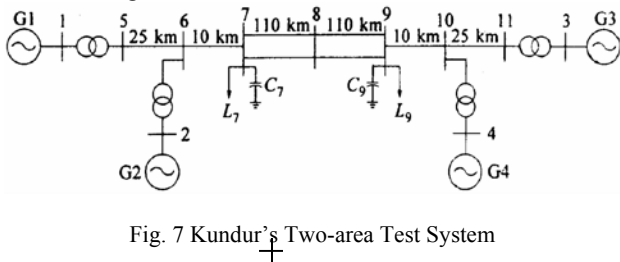 G1 1 5 6 7 110 km 8 110 km 9 10 11 3 G3
25 km 10 km 10 km 25 km
C7 C9
L7 L9
2 4
G2 G4
Fig. 7 Kundur's Two-area Test System